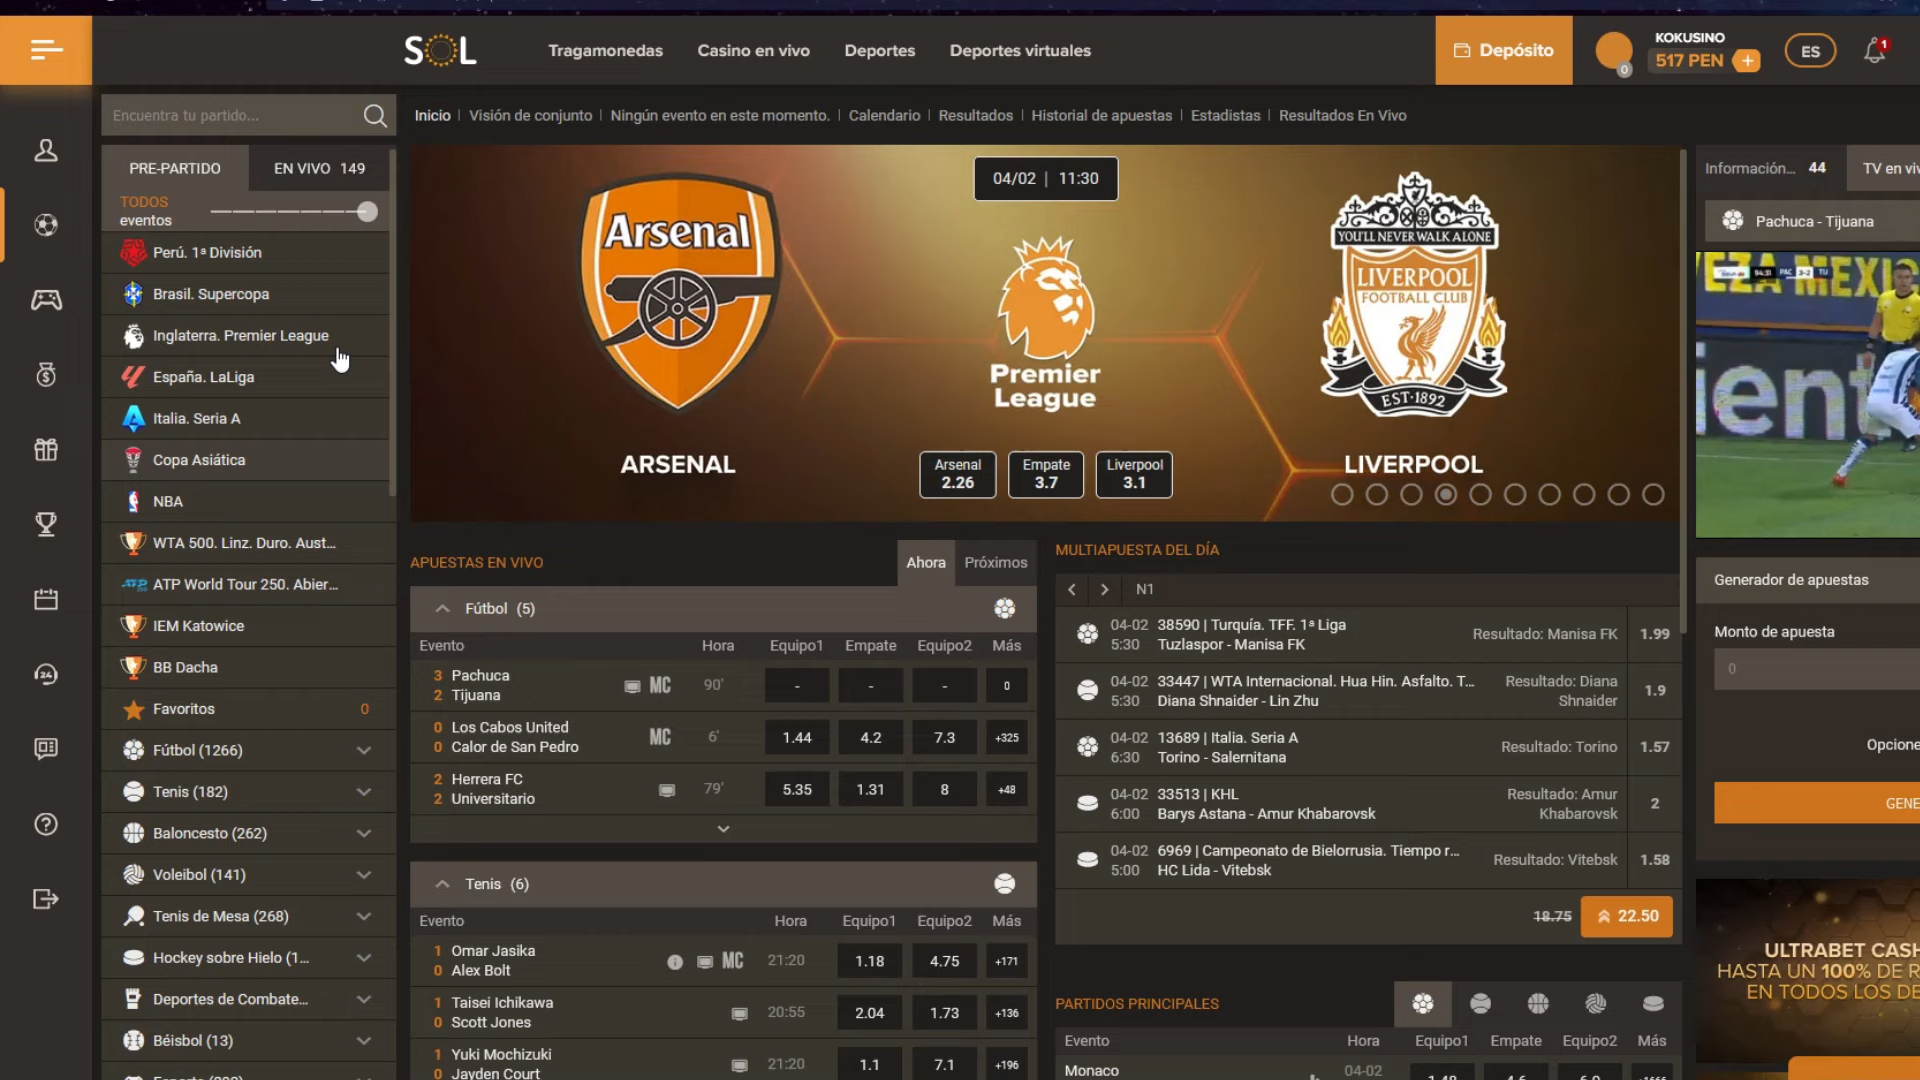 SOL
Tragamonedas
Casino en vivo
Deportes
Deportes virtuales
Depósito
0
KOKUSINO
517 PEN +
ES
1
Encuentra tu partido...
Inicio | Visión de conjunto | Ningún evento en este momento. | Calendario | Resultados | Historial de apuestas | Estadistas | Resultados En Vivo
PRE-PARTIDO
EN VIVO 149
TODOS
eventos
Perú. 1ª División
Brasil. Supercopa
Inglaterra. Premier League
España. LaLiga
Italia. Seria A
Copa Asiática
NBA
WTA 500. Linz. Duro. Aust...
ATP World Tour 250. Abier...
IEM Katowice
BB Dacha
Favoritos 0
Fútbol (1266)
Tenis (182)
Baloncesto (262)
Voleibol (141)
Tenis de Mesa (268)
Hockey sobre Hielo (1...
Deportes de Combate...
Béisbol (13)
24
04/02 | 11:30
Arsenal
Premier
League
YOU'LL NEVER WALK ALONE
LIVERPOOL
FOOTBALL CLUB
EST·1892
ARSENAL
LIVERPOOL
Arsenal
2.26
Empate
3.7
Liverpool
3.1
APUESTAS EN VIVO
Ahora
Próximos
Fútbol (5)
Evento Hora Equipo1 Empate Equipo2 Más
3 Pachuca
2 Tijuana
MC 90' - - - 0
0 Los Cabos United
0 Calor de San Pedro
MC 6' 1.44 4.2 7.3 +325
2 Herrera FC
2 Universitario
79' 5.35 1.31 8 +48
Tenis (6)
Evento Hora Equipo1 Equipo2 Más
1 Omar Jasika
0 Alex Bolt
MC 21:20 1.18 4.75 +171
1 Taisei Ichikawa
0 Scott Jones
20:55 2.04 1.73 +136
1 Yuki Mochizuki
0 Jayden Court
21:20 1.1 7.1 +196
MULTIAPUESTA DEL DÍA
N1
04-02 38590 | Turquía. TFF. 1ª Liga
5:30 Tuzlaspor - Manisa FK
Resultado: Manisa FK 1.99
04-02 33447 | WTA Internacional. Hua Hin. Asfalto. T...
5:30 Diana Shnaider - Lin Zhu
Resultado: Diana
Shnaider
1.9
04-02 13689 | Italia. Seria A
6:30 Torino - Salernitana
Resultado: Torino 1.57
04-02 33513 | KHL
6:00 Barys Astana - Amur Khabarovsk
Resultado: Amur
Khabarovsk
2
04-02 6969 | Campeonato de Bielorrusia. Tiempo r...
5:00 HC Lida - Vitebsk
Resultado: Vitebsk 1.58
18.75 22.50
PARTIDOS PRINCIPALES
Evento Hora Equipo1 Empate Equipo2 Más
Monaco 04-02
Información... 44
TV en viv
Pachuca - Tijuana
94:31 PAC 3-2 TIJ
EZA MEXI
ient
Generador de apuestas
Monto de apuesta
0
Opcione
GENE
ULTRABET CASH
HASTA UN 100% DE R
EN TODOS LOS DE